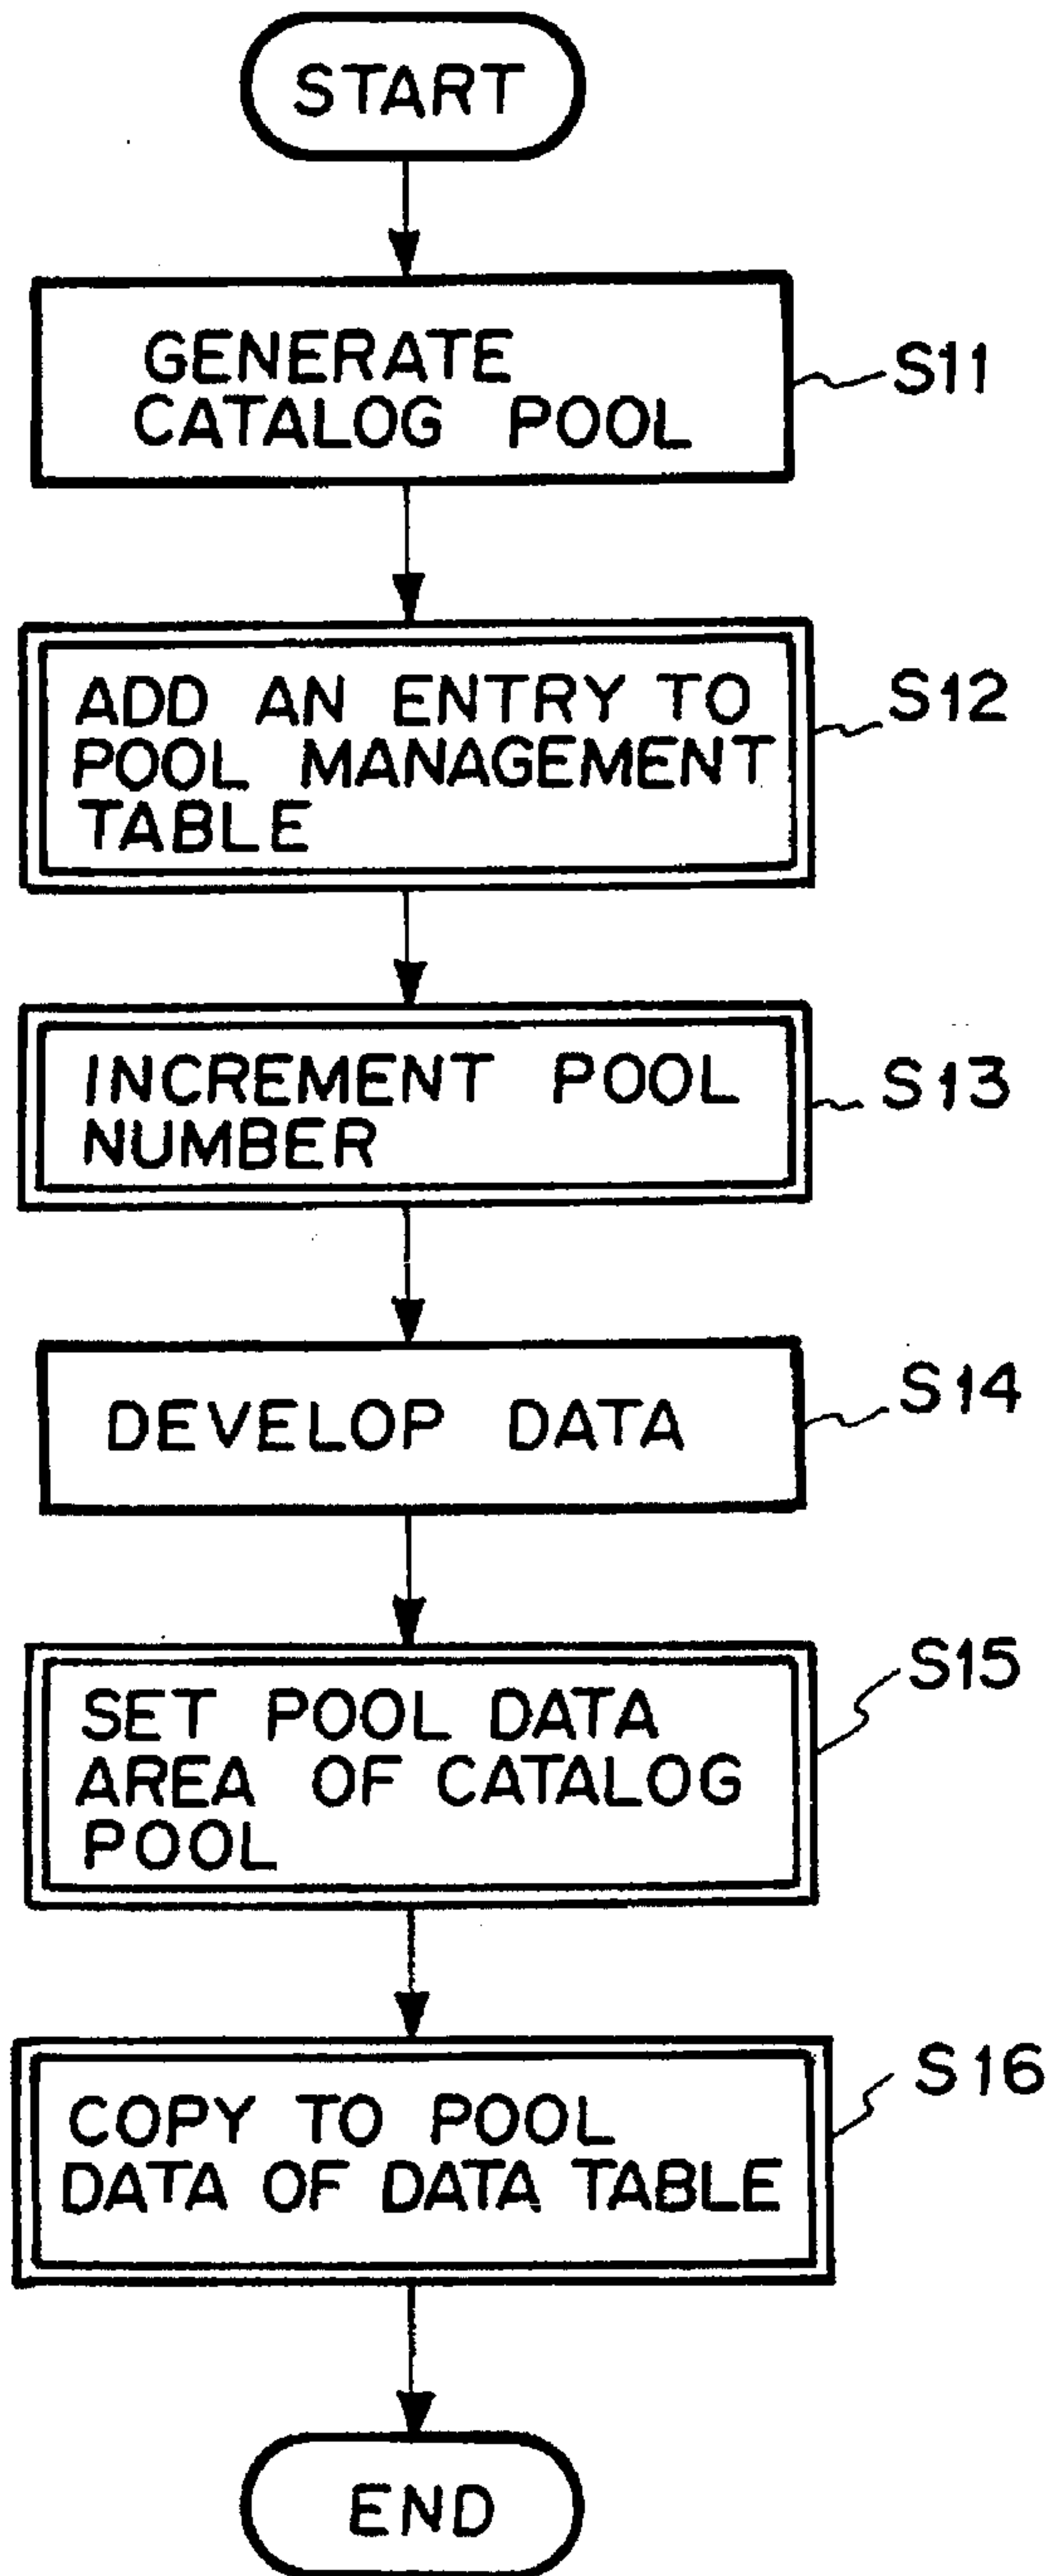 START
GENERATE
CATALOG POOL
S11
ADD AN ENTRY TO
POOL MANAGEMENT
TABLE
S12
INCREMENT POOL
NUMBER
S13
DEVELOP DATA
S14
SET POOL DATA
AREA OF CATALOG
POOL
S15
COPY TO POOL
DATA OF DATA TABLE
S16
END